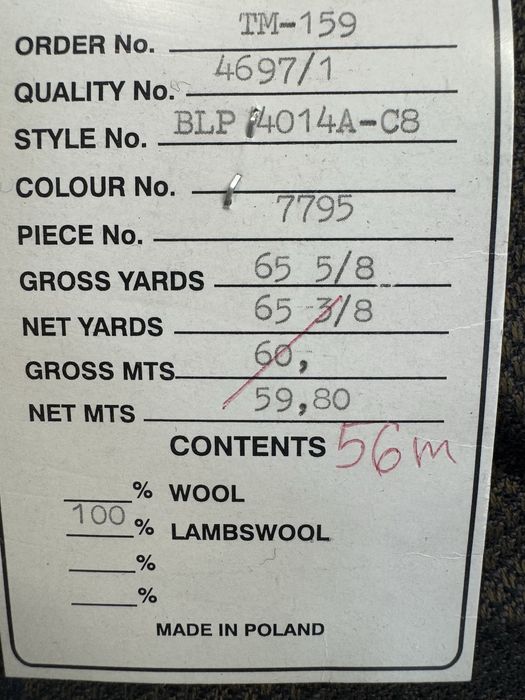 ORDER No. TM-159
QUALITY No. 4697/1
STYLE No. BLP 4014A-C8
COLOUR No.
PIECE No. 7795
GROSS YARDS 65 5/8
NET YARDS 65 3/8
GROSS MTS. 60,-
NET MTS 59,80
CONTENTS 56m
% WOOL
100 % LAMBSWOOL
%
%
MADE IN POLAND